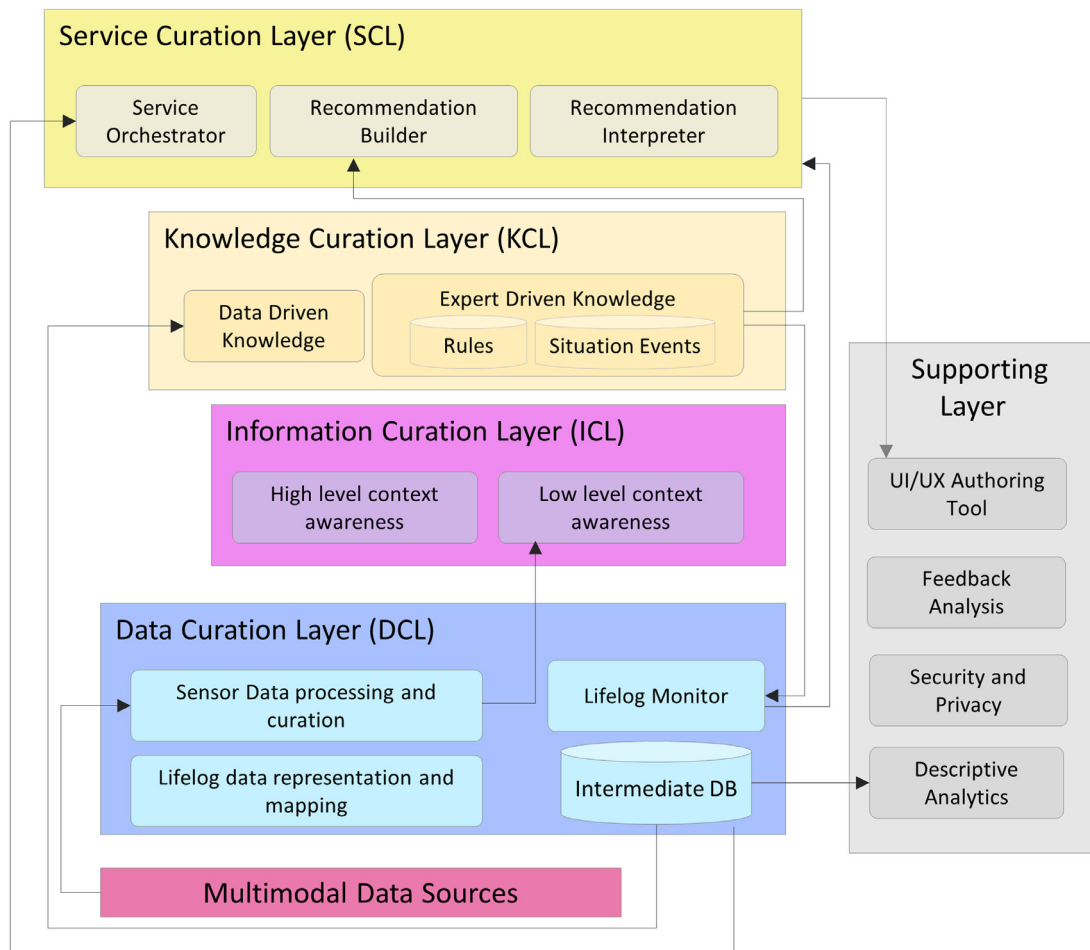 Service Curation Layer (SCL)
Service
Orchestrator
Recommendation
Builder
Recommendation
Interpreter
Knowledge Curation Layer (KCL)
Data Driven
Knowledge
Expert Driven Knowledge
Rules
Situation Events
Information Curation Layer (ICL)
High level context
awareness
Low level context
awareness
Data Curation Layer (DCL)
Sensor Data processing and
curation
Lifelog Monitor
Lifelog data representation and
mapping
Intermediate DB
Multimodal Data Sources
Supporting
Layer
UI/UX Authoring
Tool
Feedback
Analysis
Security and
Privacy
Descriptive
Analytics